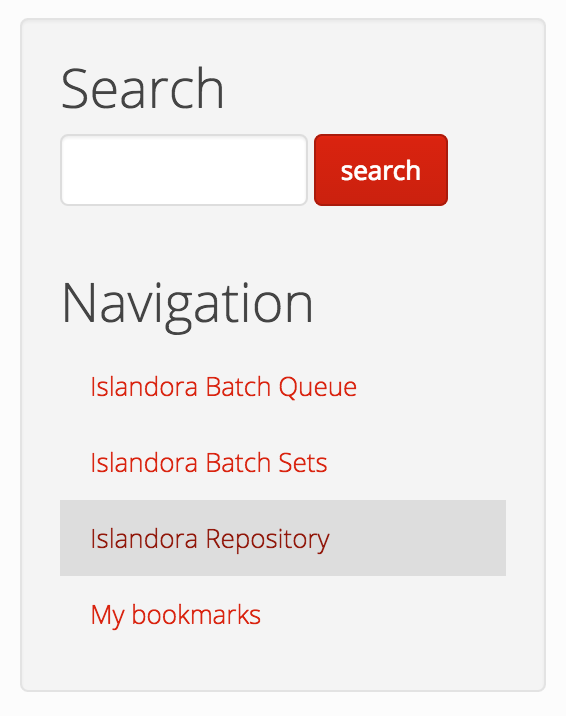 Search
search
Navigation
Islandora Batch Queue
Islandora Batch Sets
Islandora Repository
My bookmarks